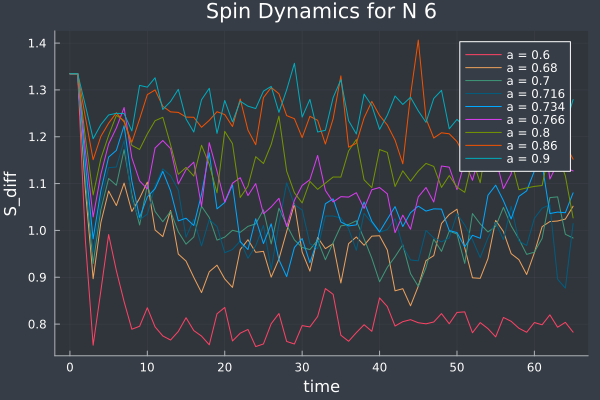 Spin Dynamics for N 6
S_diff
1.4
1.3
1.2
1.1
1.0
0.9
0.8
a = 0.6
a = 0.68
a = 0.7
a = 0.716
a = 0.734
a = 0.766
a = 0.8
a = 0.86
a = 0.9
0
10
20
30
40
50
60
time